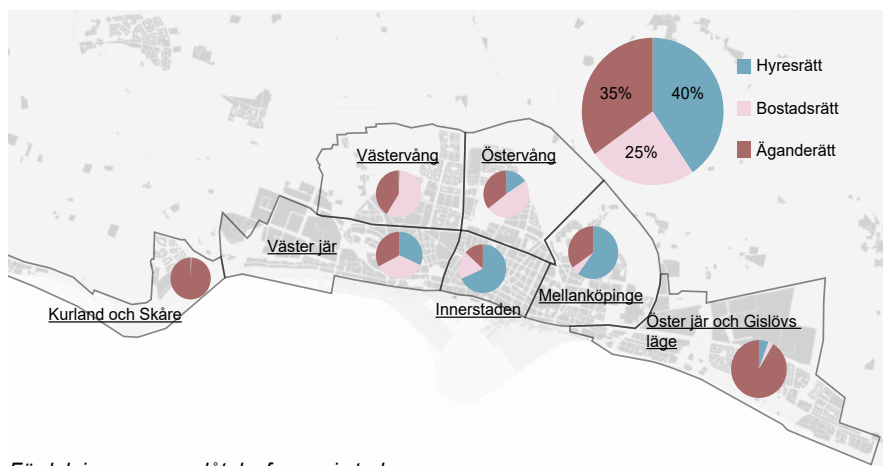 Hyresrätt
35%
40%
Bostadsrätt
25%
Äganderätt
Västervång
Östervång
Väster jär
Innerstaden
Mellanköpinge
Kurland och Skåre
Öster jär och Gislövs
läge